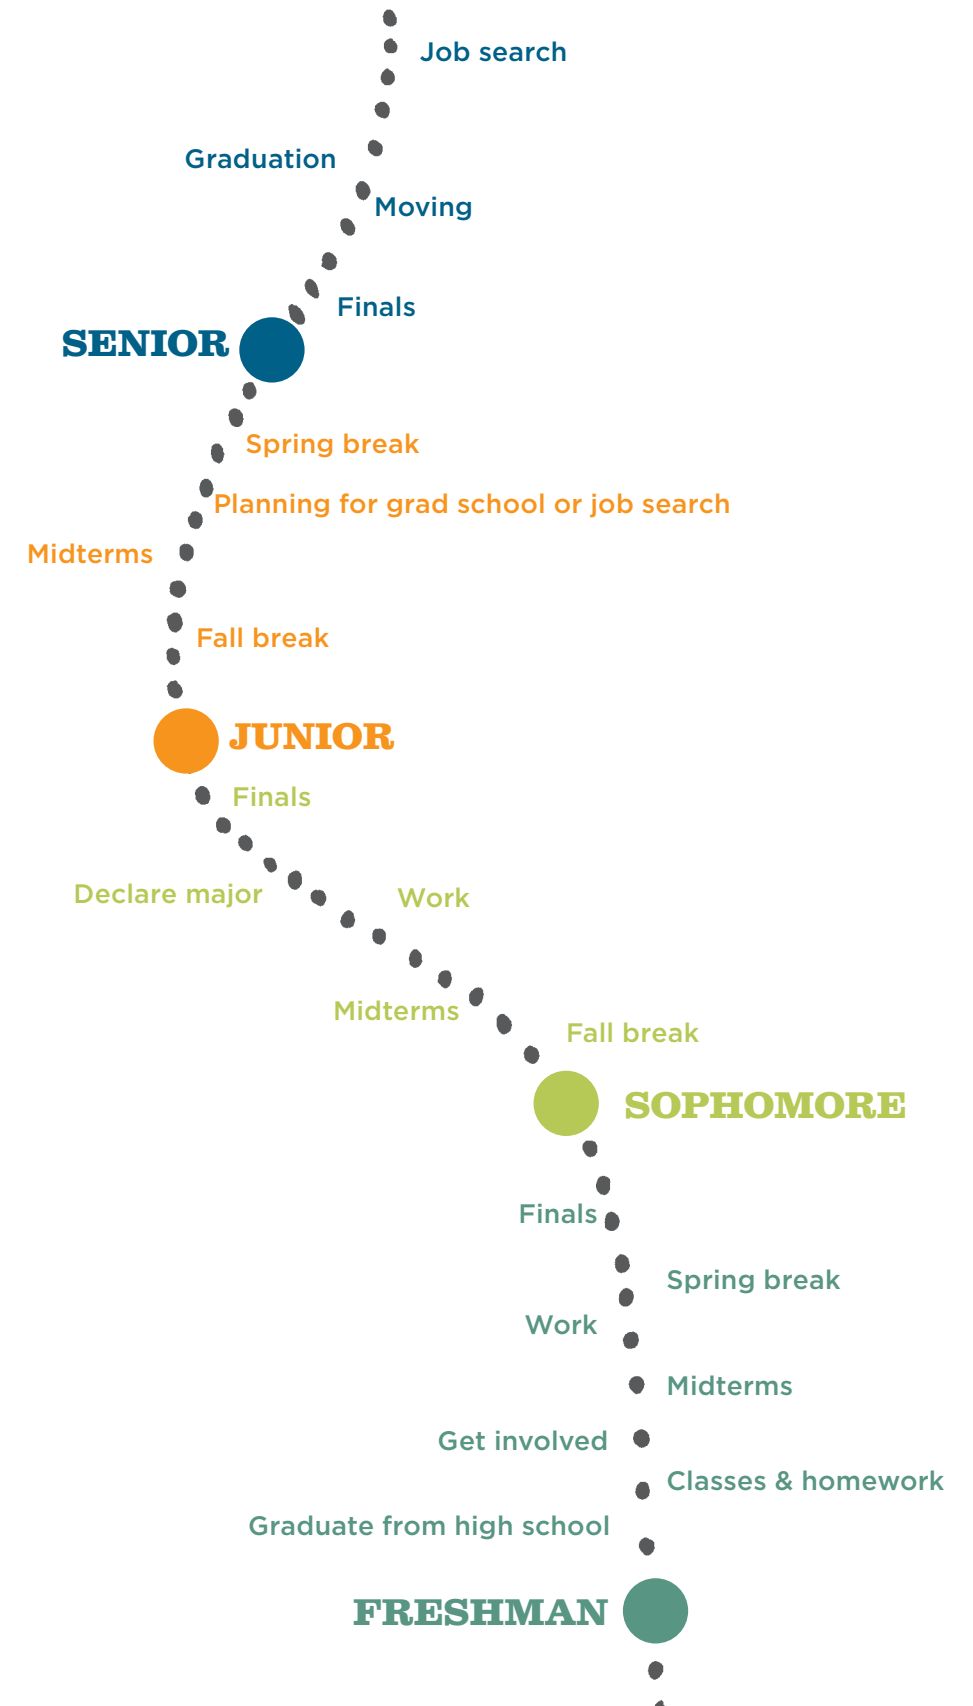 Job search
Graduation
Moving
Finals
SENIOR
Spring break
Planning for grad school or job search
Midterms
Fall break
JUNIOR
Finals
Declare major
Work
Midterms
Fall break
SOPHOMORE
Finals
Spring break
Work
Midterms
Get involved
Classes & homework
Graduate from high school
FRESHMAN